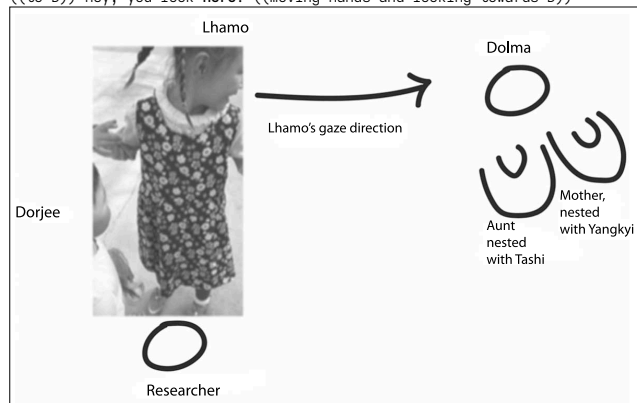 ((to D)) Hey, you look here! ((moving hands and looking towards D))
Lhamo
Dolma
Lhamo's gaze direction
Dorjee
Mother,
nested
with Yangkyi
Aunt
nested
with Tashi
Researcher